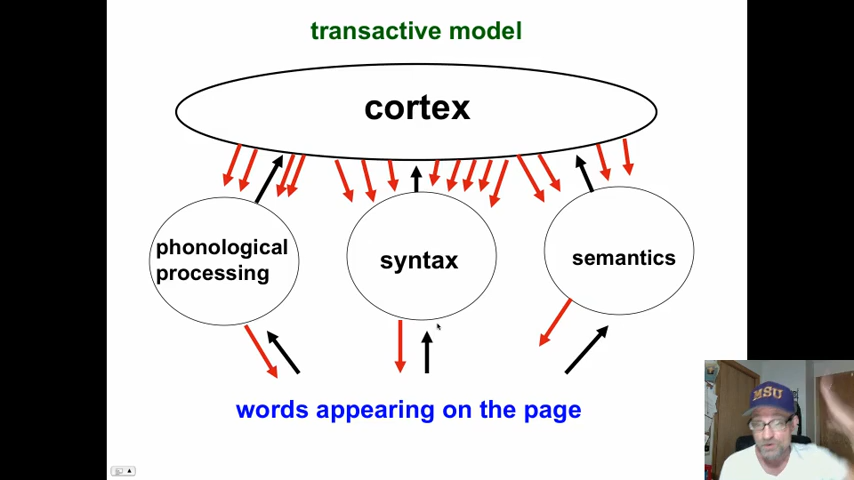 transactive model
cortex
phonological
processing
syntax
semantics
words appearing on the page
MSU